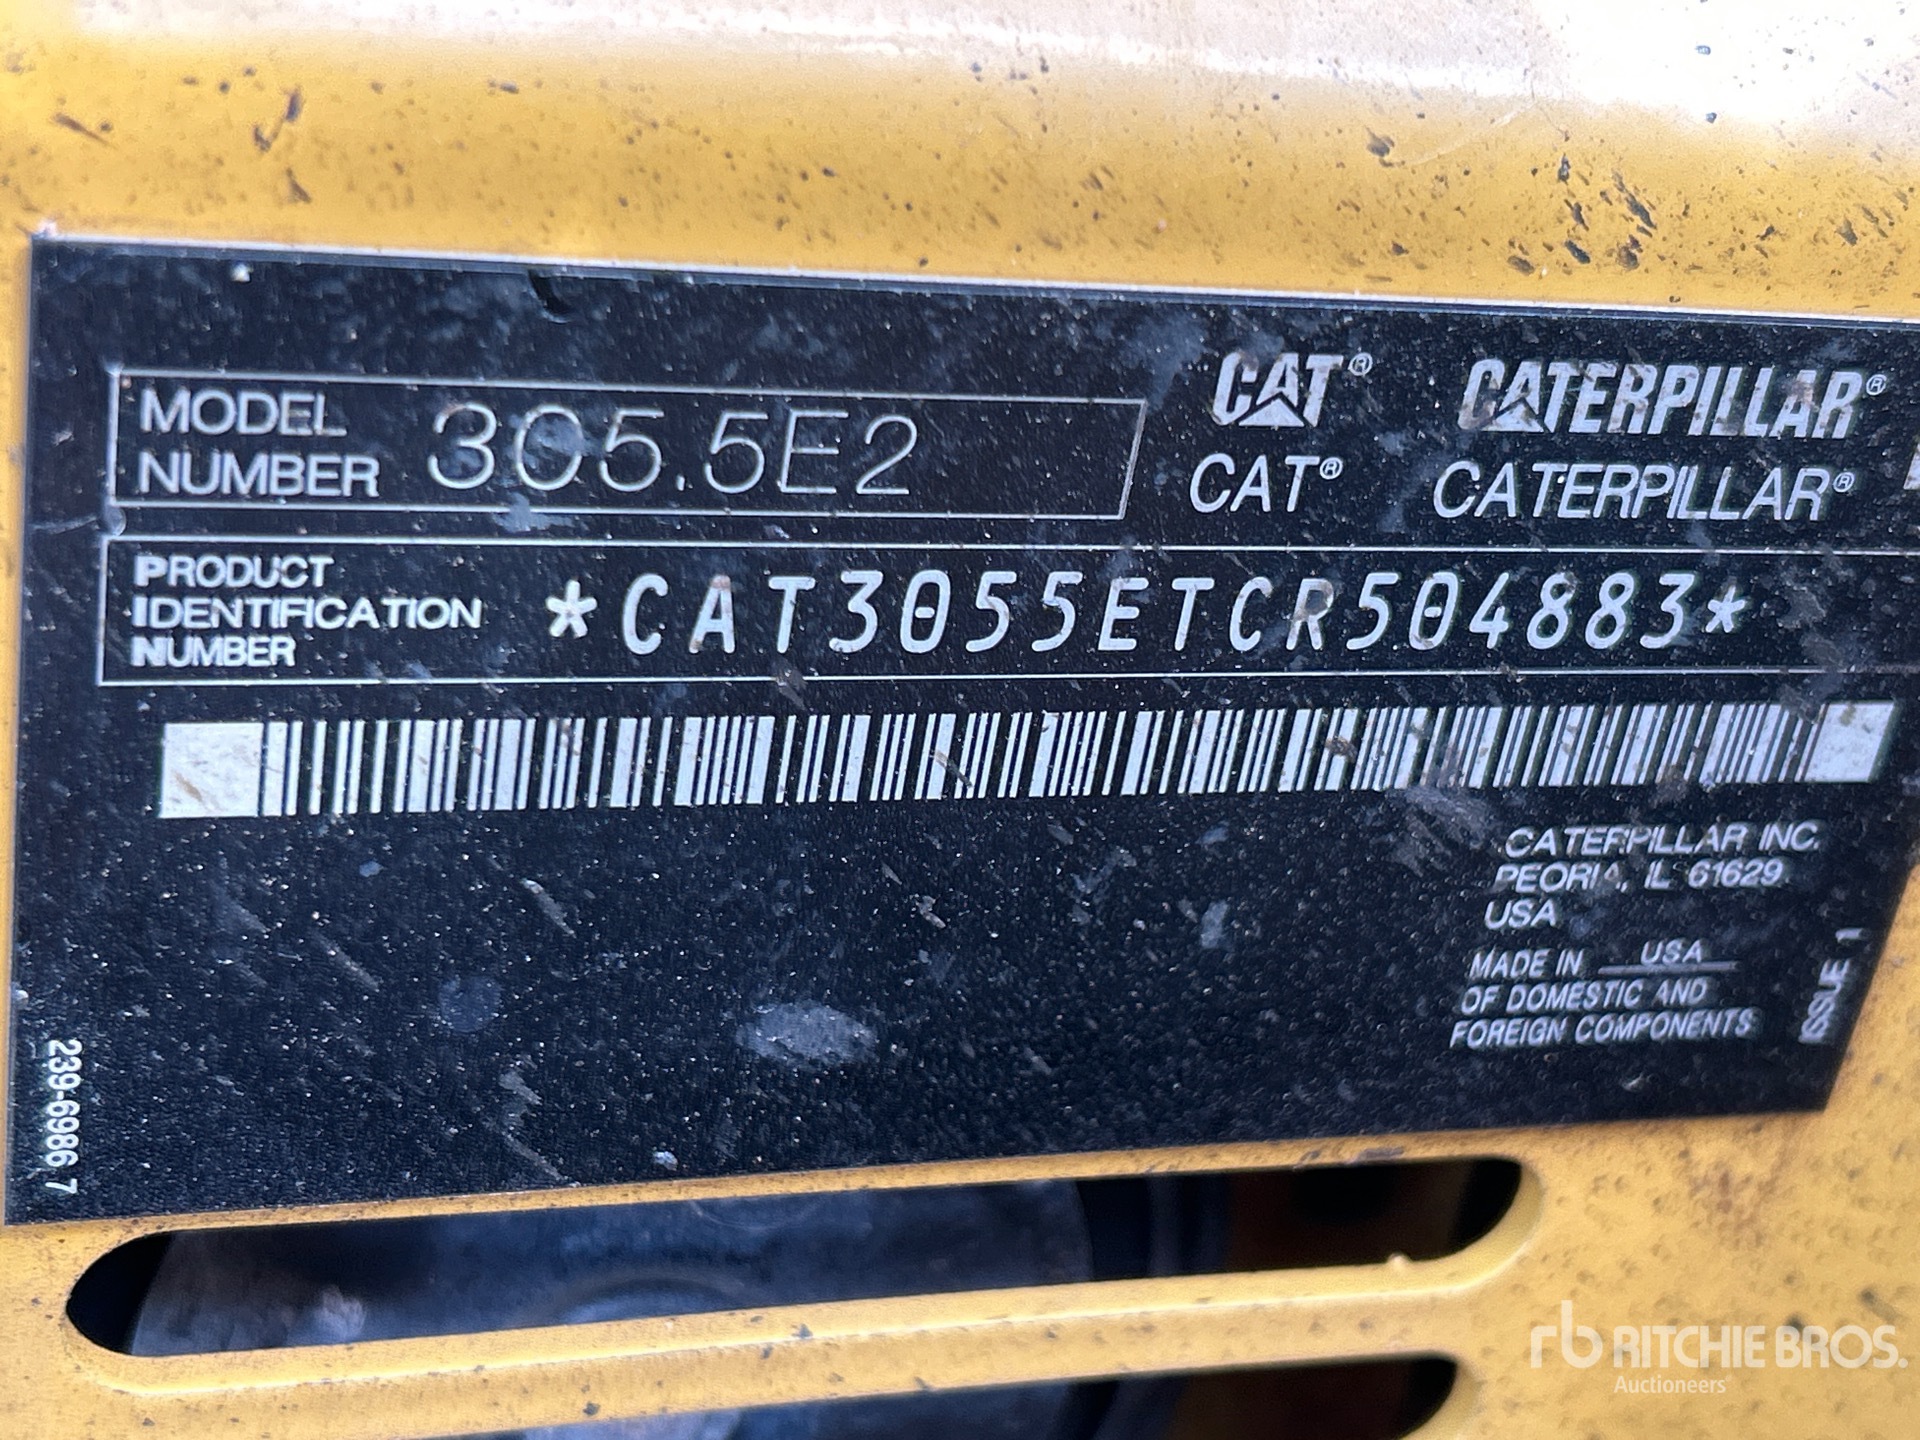 MODEL
NUMBER 305.5E2
CAT® CATERPILLAR®
CAT® CATERPILLAR®
PRODUCT
IDENTIFICATION
NUMBER
*CAT3055ETCR504883*
CATERPILLAR INC.
PEORIA, IL 61629
USA
MADE IN USA
OF DOMESTIC AND
FOREIGN COMPONENTS
ISSUE 1
239-6986 7
rb RITCHIE BROS.
Auctioneers